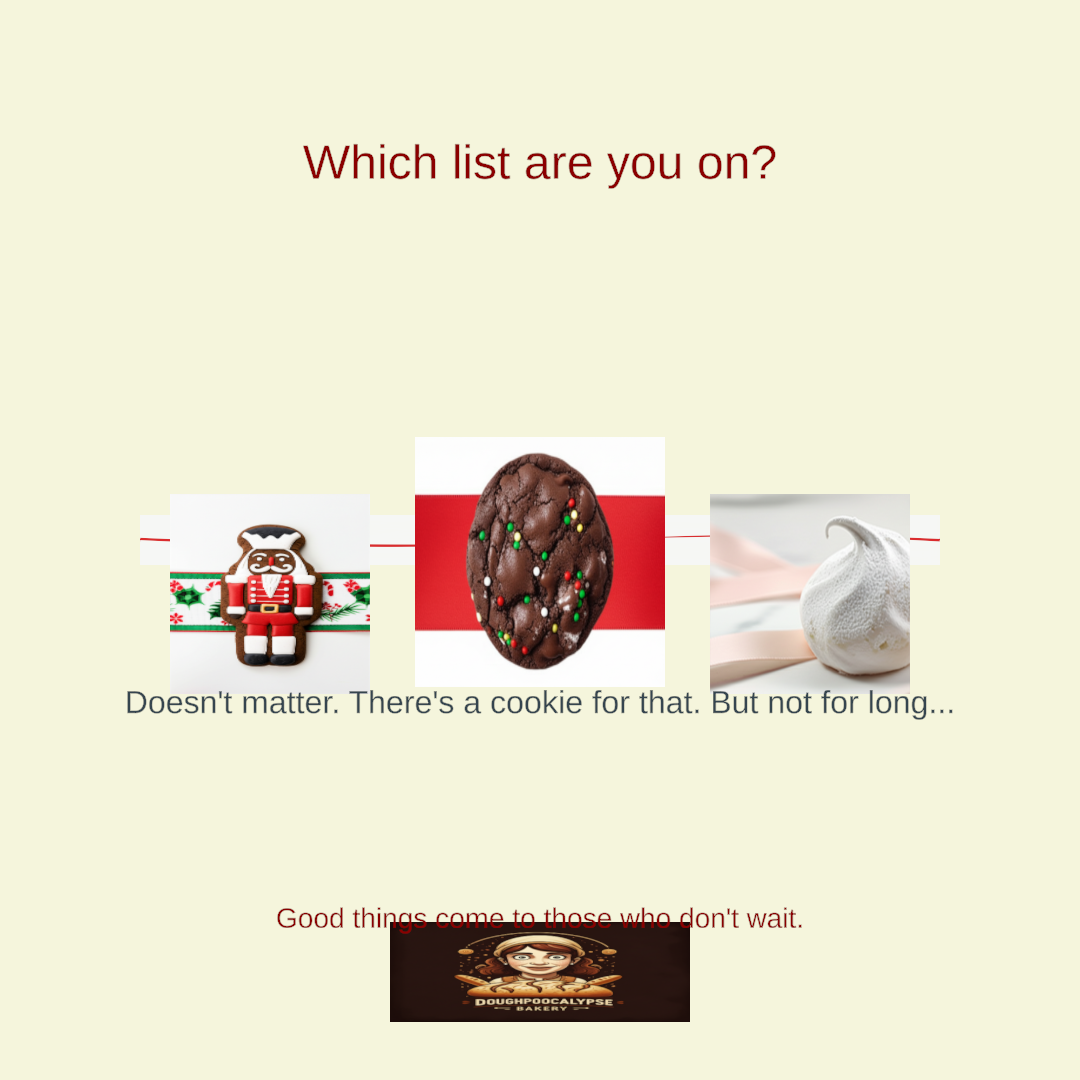 Which list are you on?
Doesn't matter. There's a cookie for that. But not for long...
Good things come to those who don't wait.
DOUGHPOOCALYPSE
BAKERY